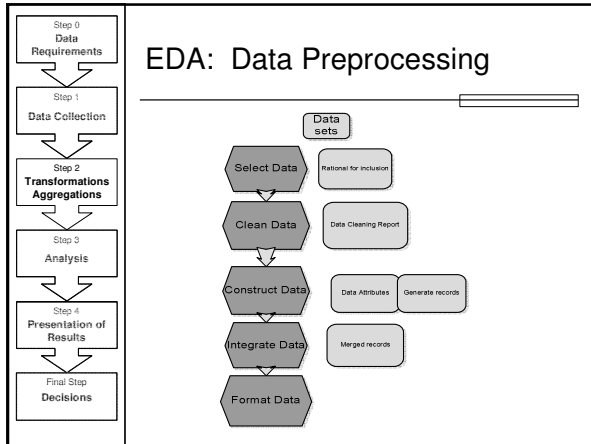 Step 0
Data
Requirements
Step 1
Data Collection
Step 2
Transformations
Aggregations
Step 3
Analysis
Step 4
Presentation of
Results
Final Step
Decisions
EDA: Data Preprocessing
Data
sets
Select Data
Rational for inclusion
Clean Data
Data Cleaning Report
Construct Data
Data Attributes
Generate records
Integrate Data
Merged records
Format Data